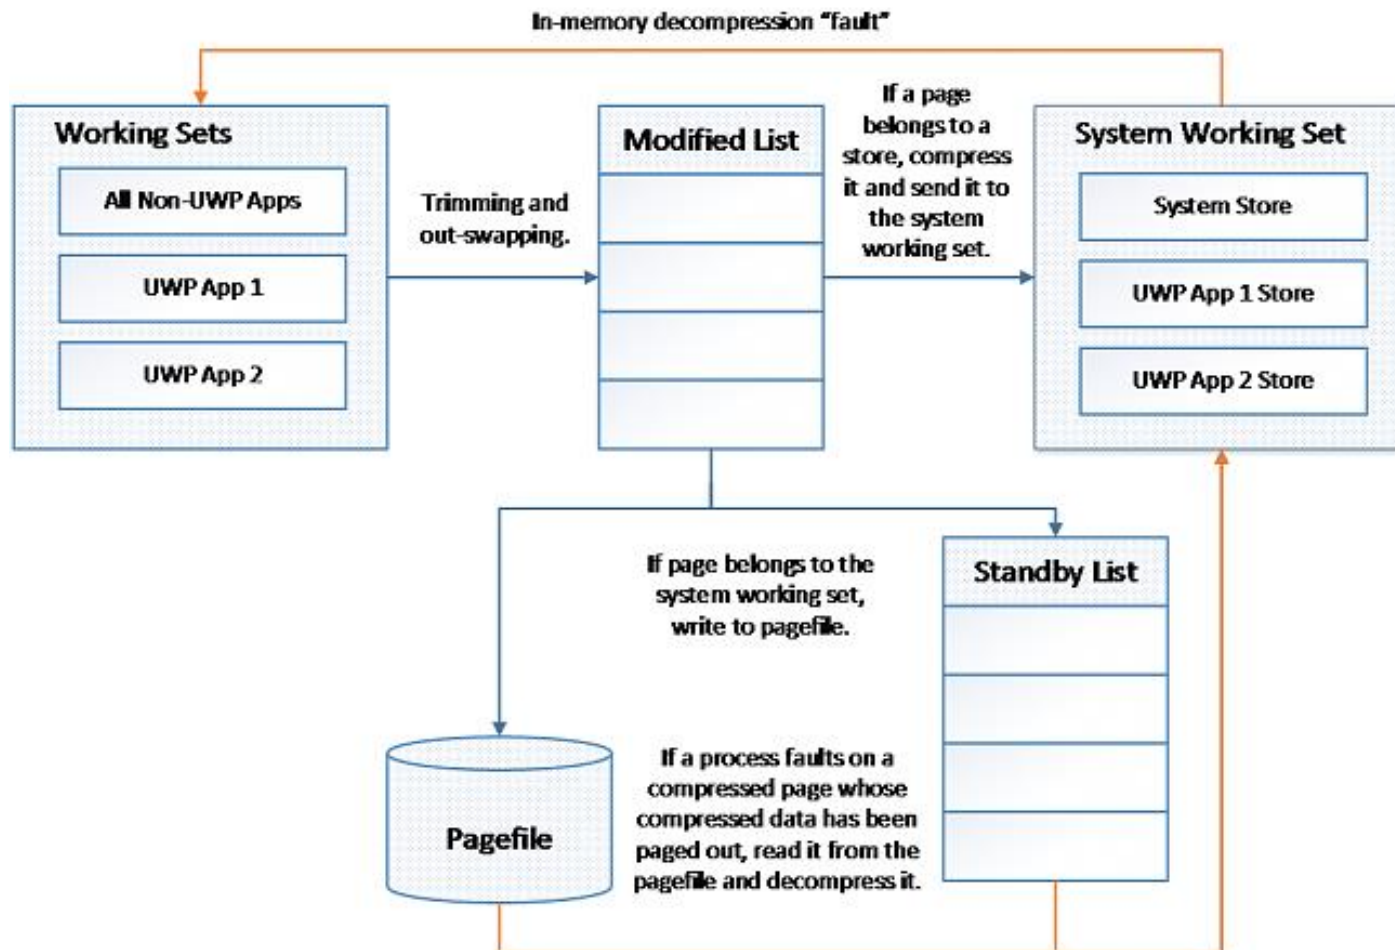 In-memory decompression “fault”
Working Sets
All Non-UWP Apps
UWP App 1
UWP App 2
Trimming and
out-swapping.
Modified List
If a page
belongs to a
store, compress
it and send it to
the system
working set.
System Working Set
System Store
UWP App 1 Store
UWP App 2 Store
If page belongs to the
system working set,
write to pagefile.
Standby List
Pagefile
If a process faults on a
compressed page whose
compressed data has been
paged out, read it from the
pagefile and decompress it.